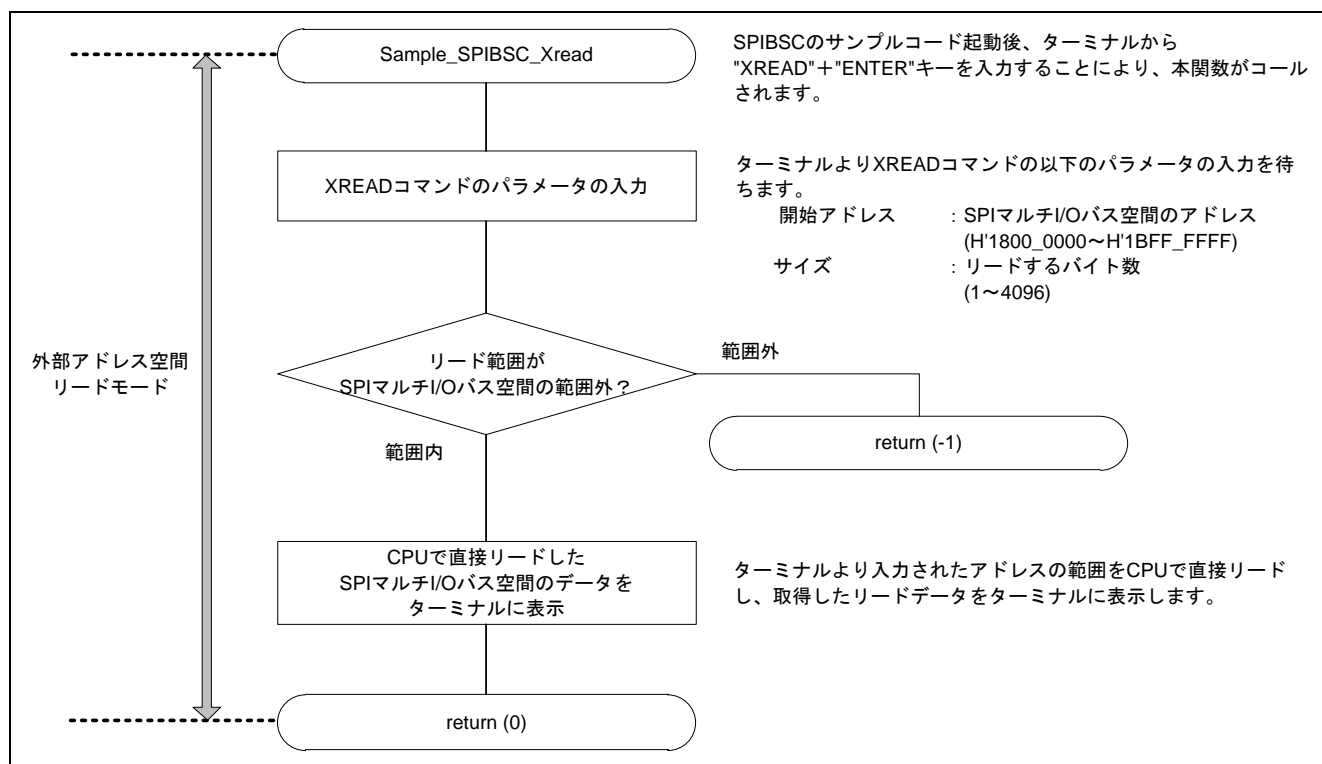 Sample_SPIBSC_Xread
SPIBSCのサンプルコード起動後、ターミナルから
"XREAD"＋"ENTER"キーを入力することにより、本関数がコール
されます。
XREADコマンドのパラメータの入力
ターミナルよりXREADコマンドの以下のパラメータの入力を待
ちます。
開始アドレス ：SPIマルチI/Oバス空間のアドレス
(H'1800_0000～H'1BFF_FFFF)
サイズ ：リードするバイト数
(1～4096)
外部アドレス空間
リードモード
リード範囲が
SPIマルチI/Oバス空間の範囲外？
範囲外
return (-1)
範囲内
CPUで直接リードした
SPIマルチI/Oバス空間のデータを
ターミナルに表示
ターミナルより入力されたアドレスの範囲をCPUで直接リード
し、取得したリードデータをターミナルに表示します。
return (0)